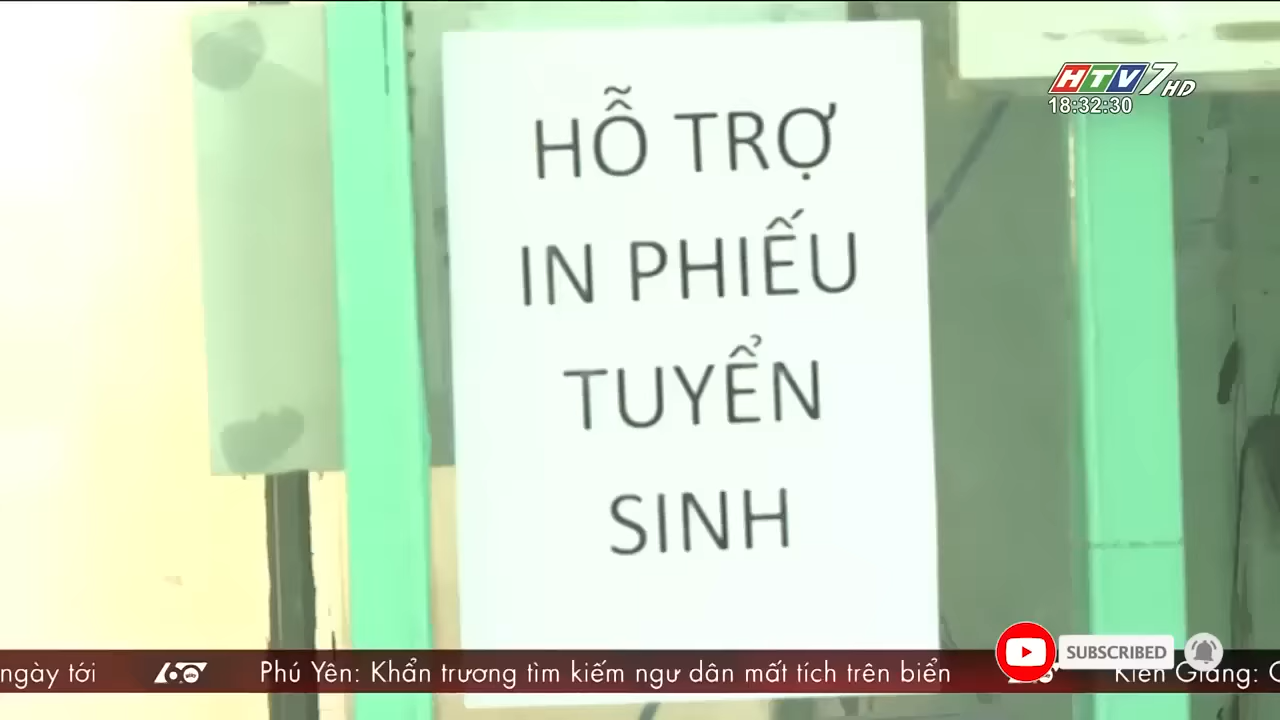 HTV7 HD
18:32:30
HỖ TRỢ
IN PHIẾU
TUYỂN
SINH
SUBSCRIBED
ngày tới 60 Phú Yên: Khẩn trương tìm kiếm ngư dân mất tích trên biển Kiên Giang: